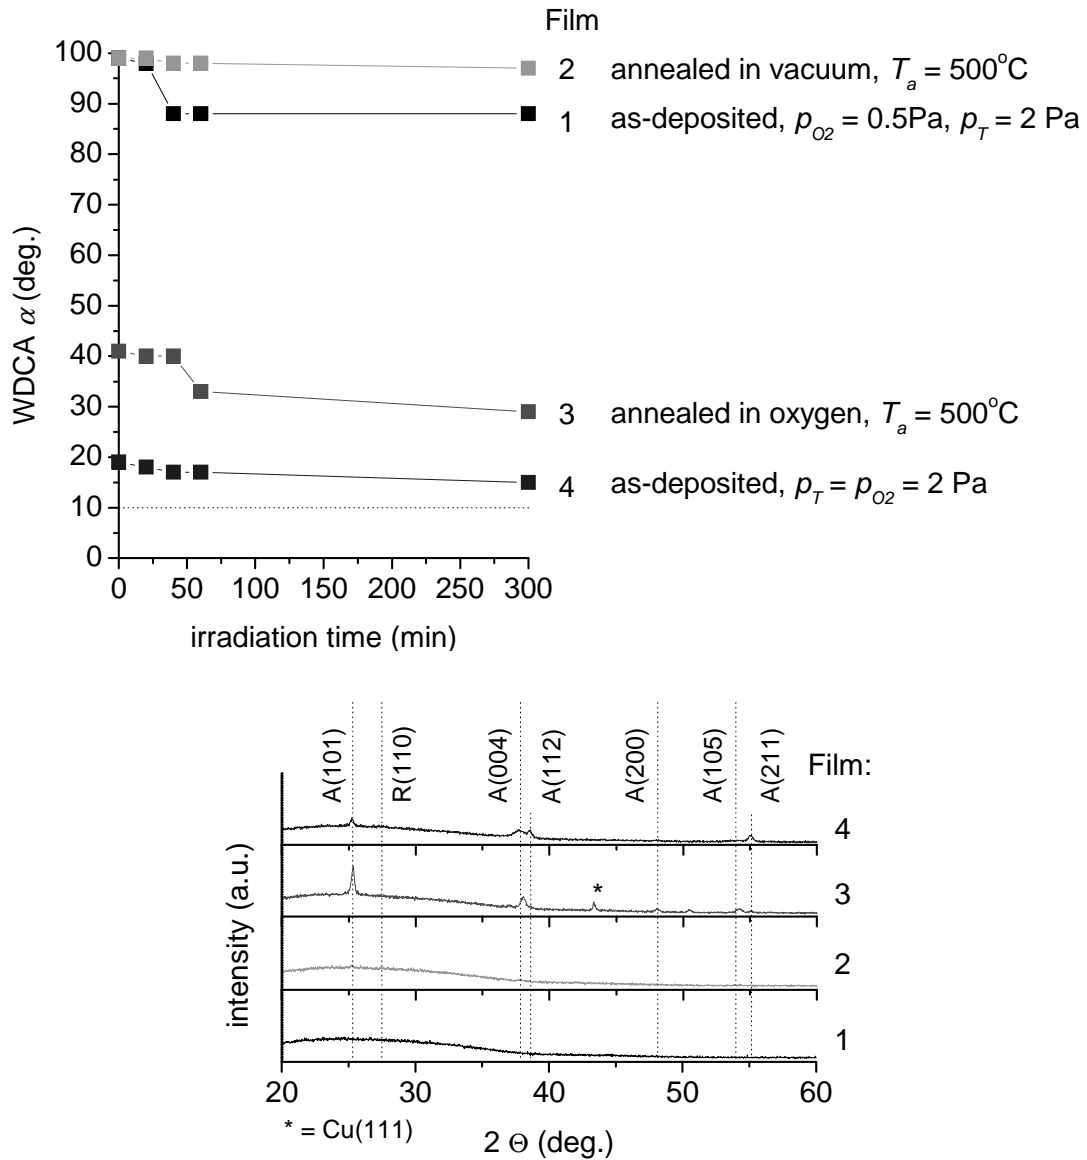 Film
2 annealed in vacuum, Tₐ = 500°C
1 as-deposited, p_O2 = 0.5Pa, p_T = 2 Pa
3 annealed in oxygen, Tₐ = 500°C
4 as-deposited, p_T = p_O2 = 2 Pa
100
90
80
70
60
50
40
30
20
10
0
WDCA α (deg.)
0 50 100 150 200 250 300
irradiation time (min)
A(101) R(110) A(004) A(112) A(200) A(105) A(211) Film:
4
3
*
2
1
intensity (a.u.)
20 30 40 50 60
* = Cu(111)
2 Θ (deg.)